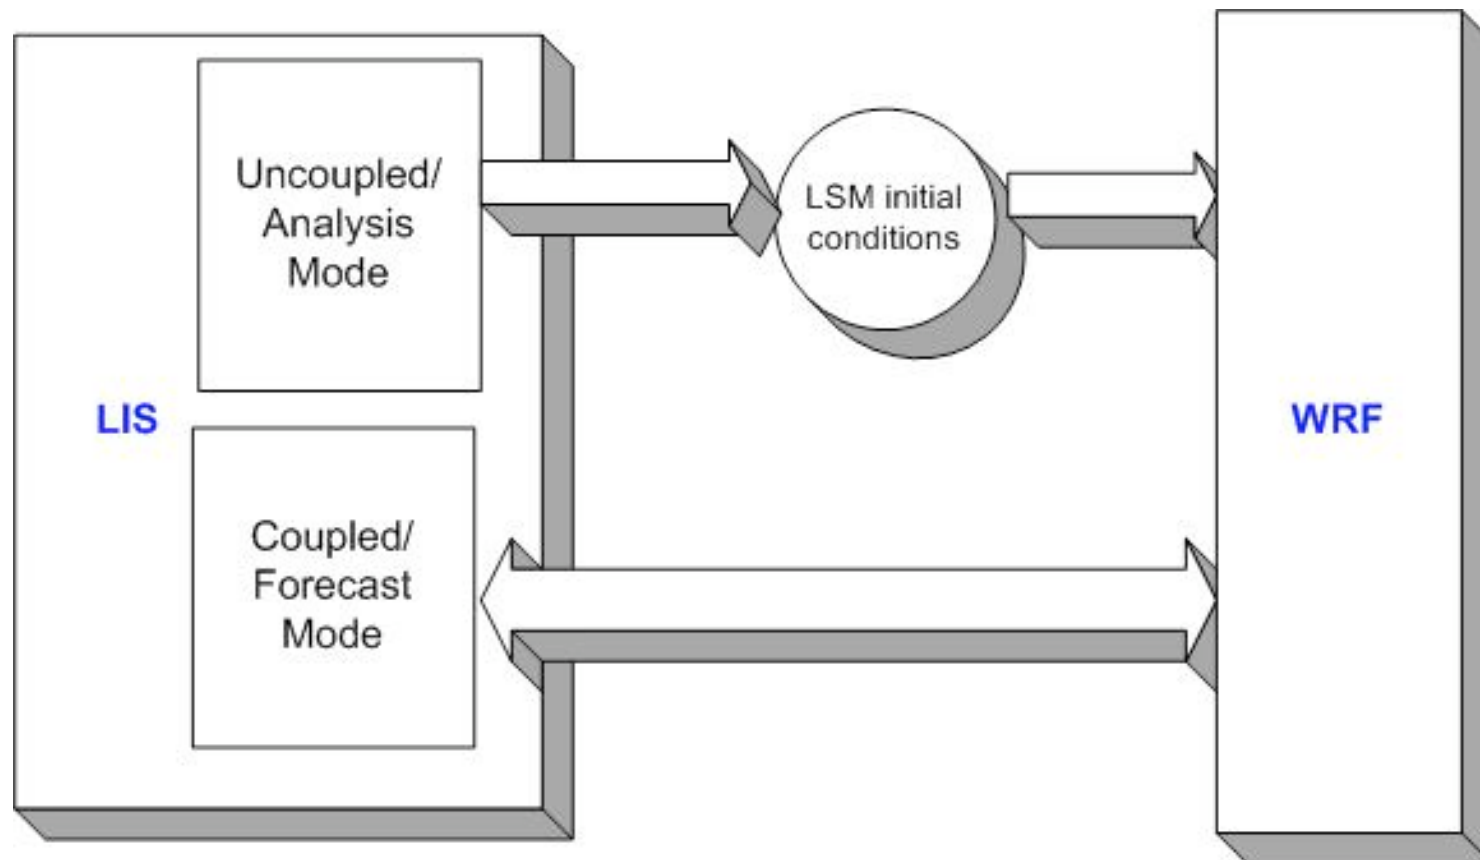 Uncoupled/
Analysis
Mode
LSM initial
conditions
LIS
WRF
Coupled/
Forecast
Mode